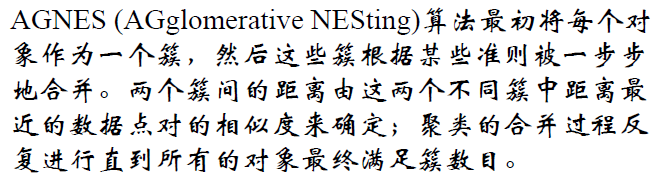 AGNES (AGglomerative NESting)算法最初将每个对
象作为一个簇，然后这些簇根据某些准则被一步步
地合并。两个簇间的距离由这两个不同簇中距离最
近的数据点对的相似度来确定；聚类的合并过程反
复进行直到所有的对象最终满足簇数目。